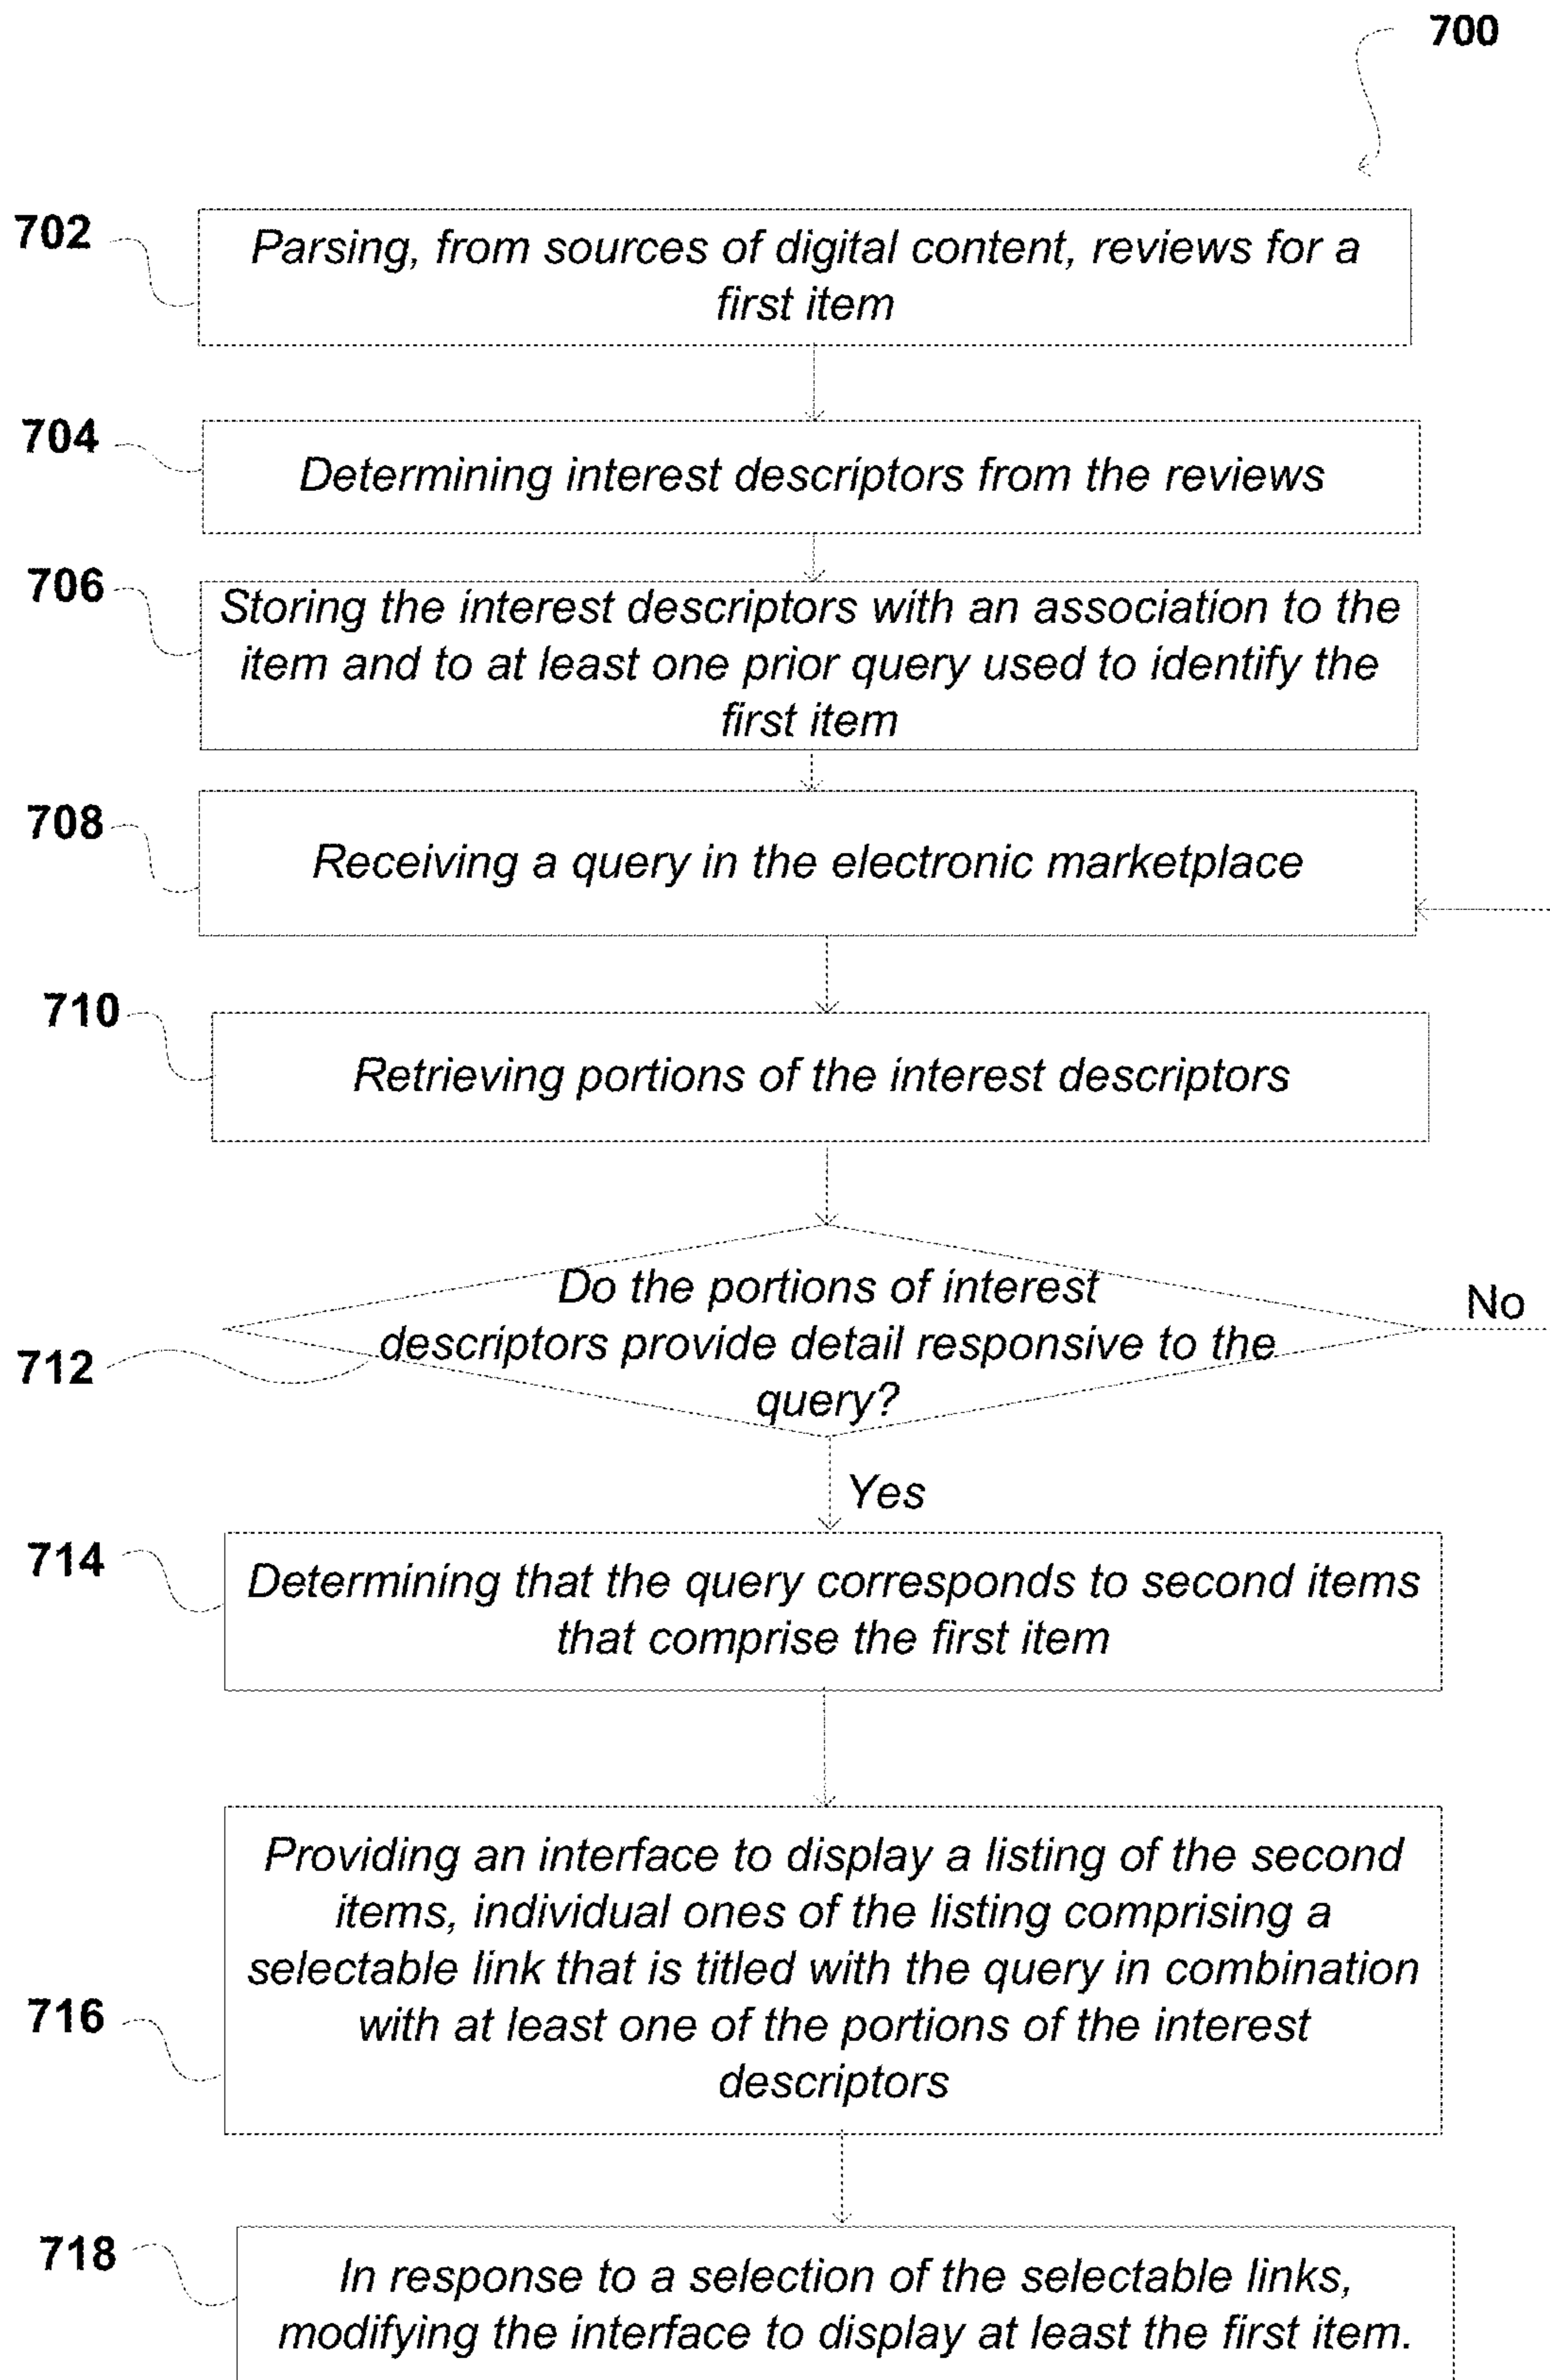 700
702
Parsing, from sources of digital content, reviews for a
first item
704
Determining interest descriptors from the reviews
706
Storing the interest descriptors with an association to the
item and to at least one prior query used to identify the
first item
708
Receiving a query in the electronic marketplace
710
Retrieving portions of the interest descriptors
Do the portions of interest
No
descriptors provide detail responsive to the
712
query?
Yes
714
Determining that the query corresponds to second items
that comprise the first item
Providing an interface to display a listing of the second
items, individual ones of the listing comprising a
selectable link that is titled with the query in combination
716
with at least one of the portions of the interest
descriptors
718
In response to a selection of the selectable links,
modifying the interface to display at least the first item.